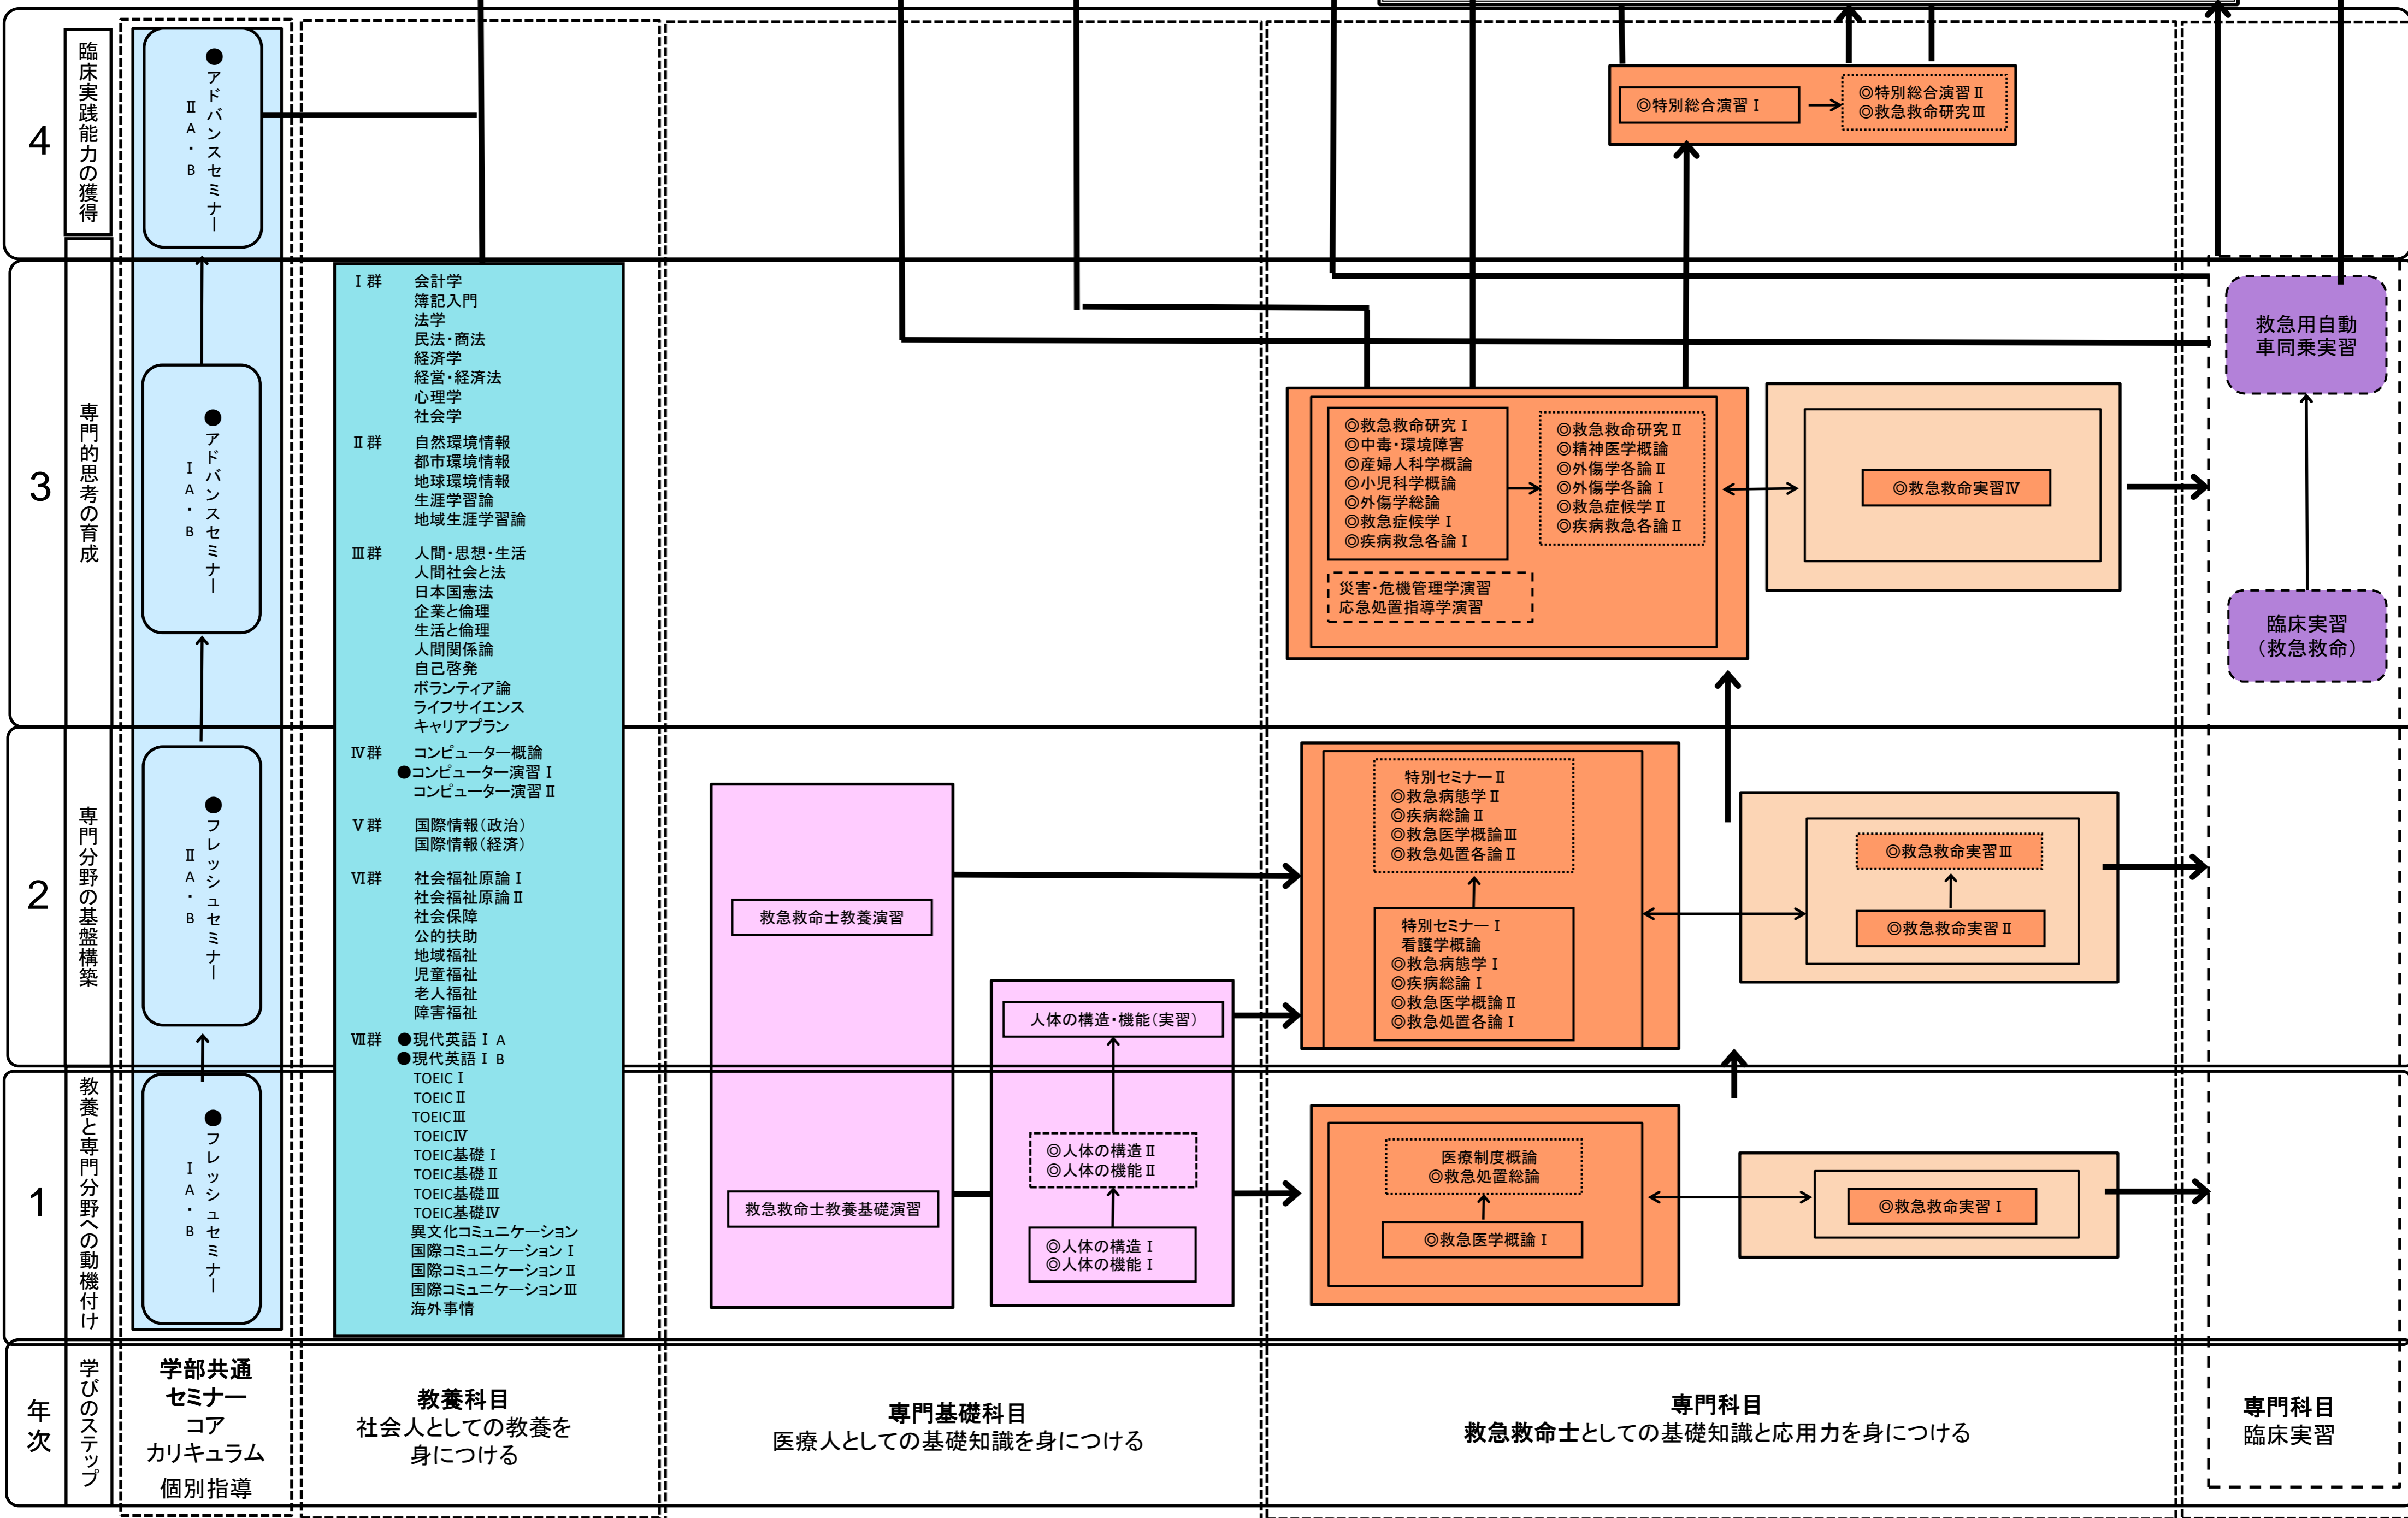 4
臨床実践能力の獲得
●アドバンスセミナー
ⅡA・B
◎特別総合演習Ⅰ
◎特別総合演習Ⅱ
◎救急救命研究Ⅲ
3
専門的思考の育成
●アドバンスセミナー
ⅠA・B
Ⅰ群 会計学
簿記入門
法学
民法・商法
経済学
経営・経済法
心理学
社会学
Ⅱ群 自然環境情報
都市環境情報
地球環境情報
生涯学習論
地域生涯学習論
Ⅲ群 人間・思想・生活
人間社会と法
日本国憲法
企業と倫理
生活と倫理
人間関係論
自己啓発
ボランティア論
ライフサイエンス
キャリアプラン
Ⅳ群 コンピューター概論
●コンピューター演習Ⅰ
コンピューター演習Ⅱ
Ⅴ群 国際情報(政治)
国際情報(経済)
Ⅵ群 社会福祉原論Ⅰ
社会福祉原論Ⅱ
社会保障
公的扶助
地域福祉
児童福祉
老人福祉
障害福祉
Ⅶ群 ●現代英語ⅠA
●現代英語ⅠB
TOEICⅠ
TOEICⅡ
TOEICⅢ
TOEICⅣ
TOEIC基礎Ⅰ
TOEIC基礎Ⅱ
TOEIC基礎Ⅲ
TOEIC基礎Ⅳ
異文化コミュニケーション
国際コミュニケーションⅠ
国際コミュニケーションⅡ
国際コミュニケーションⅢ
海外事情
◎救急救命研究Ⅰ
◎中毒・環境障害
◎産婦人科学概論
◎小児科学概論
◎外傷学総論
◎救急症候学Ⅰ
◎疾病救急各論Ⅰ
◎救急救命研究Ⅱ
◎精神医学概論
◎外傷学各論Ⅱ
◎外傷学各論Ⅰ
◎救急症候学Ⅱ
◎疾病救急各論Ⅱ
災害・危機管理学演習
応急処置指導学演習
◎救急救命実習Ⅳ
救急用自動
車同乗実習
臨床実習
(救急救命)
2
専門分野の基盤構築
●フレッシュセミナー
ⅡA・B
救急救命士教養演習
人体の構造・機能(実習)
特別セミナーⅡ
◎救急病態学Ⅱ
◎疾病総論Ⅱ
◎救急医学概論Ⅲ
◎救急処置各論Ⅱ
特別セミナーⅠ
看護学概論
◎救急病態学Ⅰ
◎疾病総論Ⅰ
◎救急医学概論Ⅱ
◎救急処置各論Ⅰ
◎救急救命実習Ⅲ
◎救急救命実習Ⅱ
1
教養と専門分野への動機付け
●フレッシュセミナー
ⅠA・B
救急救命士教養基礎演習
◎人体の構造Ⅱ
◎人体の機能Ⅱ
◎人体の構造Ⅰ
◎人体の機能Ⅰ
医療制度概論
◎救急処置総論
◎救急医学概論Ⅰ
◎救急救命実習Ⅰ
年次
学びのステップ
学部共通
セミナー
コア
カリキュラム
個別指導
教養科目
社会人としての教養を
身につける
専門基礎科目
医療人としての基礎知識を身につける
専門科目
救急救命士としての基礎知識と応用力を身につける
専門科目
臨床実習